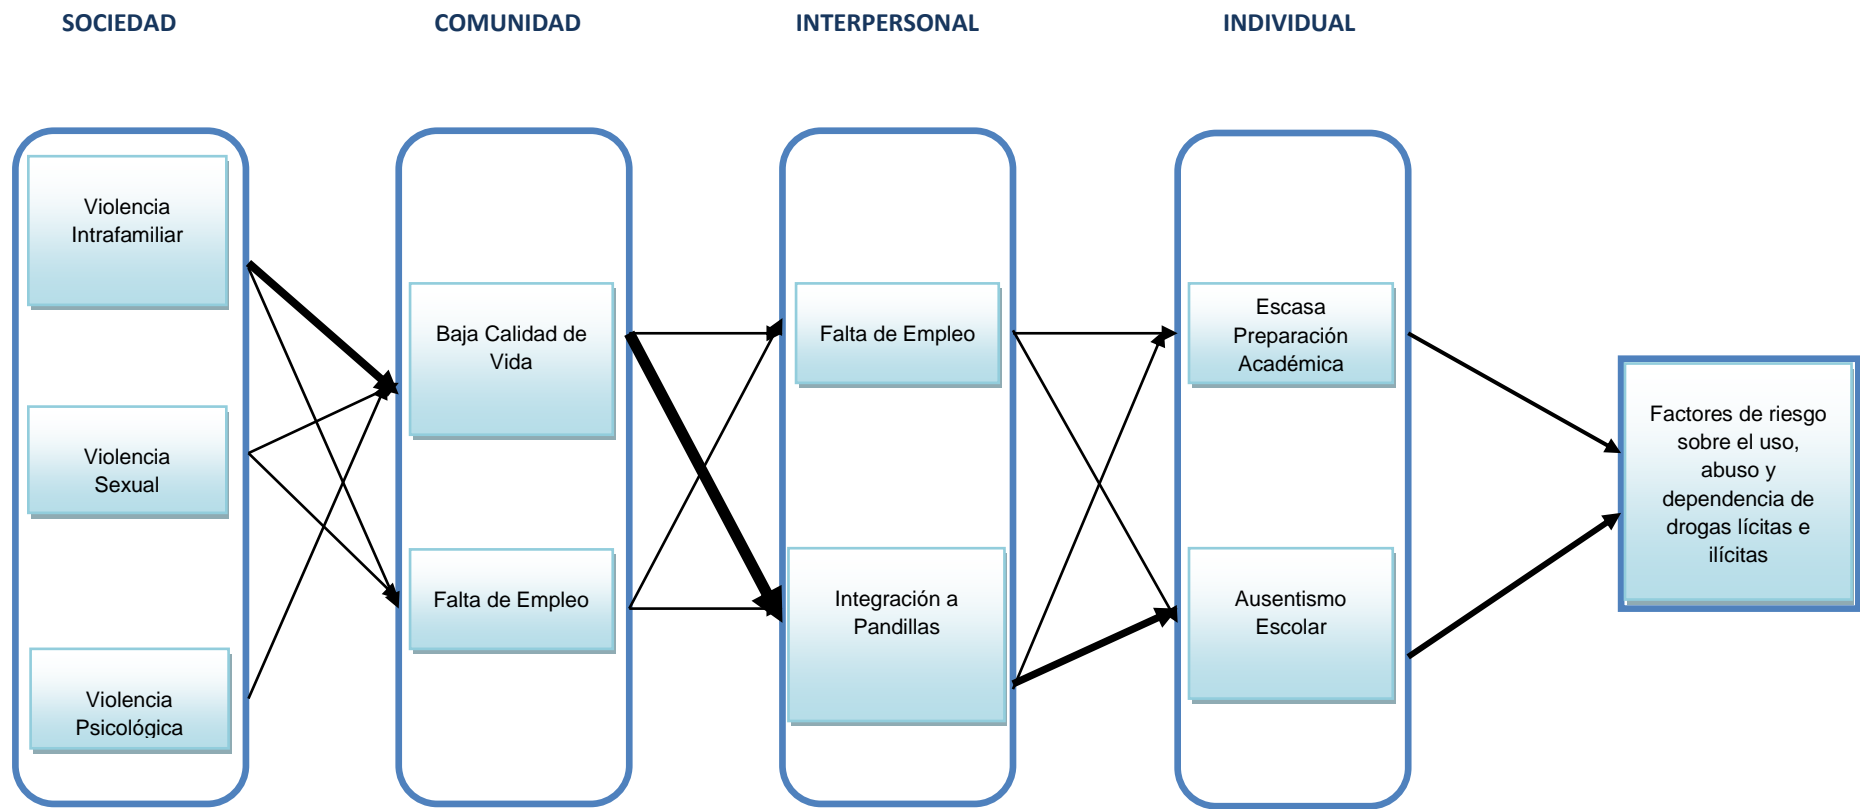 SOCIEDAD
COMUNIDAD
INTERPERSONAL
INDIVIDUAL
Violencia
Intrafamiliar
Violencia
Sexual
Violencia
Psicológica
Baja Calidad de
Vida
Falta de Empleo
Falta de Empleo
Integración a
Pandillas
Escasa
Preparación
Académica
Ausentismo
Escolar
Factores de riesgo
sobre el uso,
abuso y
dependencia de
drogas lícitas e
ilícitas